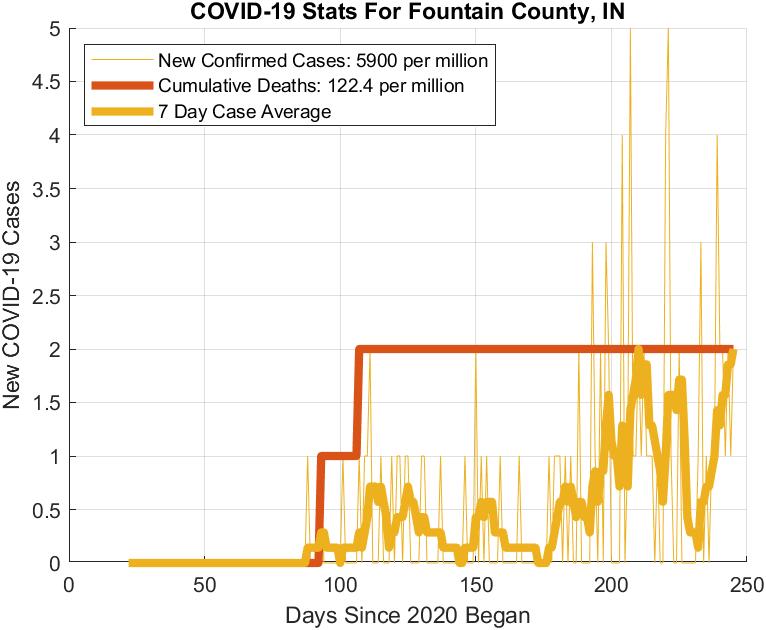 COVID-19 Stats For Fountain County, IN
New Confirmed Cases: 5900 per million
Cumulative Deaths: 122.4 per million
7 Day Case Average
New COVID-19 Cases
5
4.5
4
3.5
3
2.5
2
1.5
1
0.5
0
0 50 100 150 200 250
Days Since 2020 Began